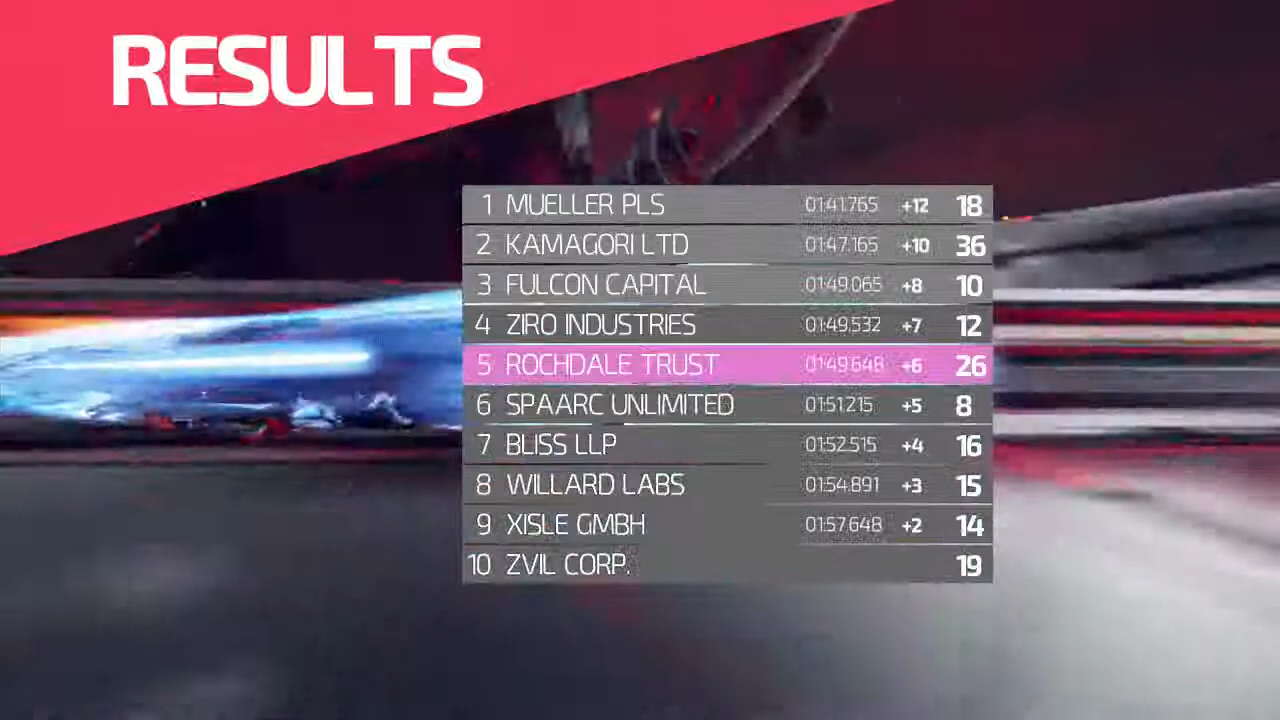 RESULTS
1 MUELLER PLS 01:41.765 +12 18
2 KAMAGORI LTD 01:47.165 +10 36
3 FULCON CAPITAL 01:49.065 +8 10
4 ZIRO INDUSTRIES 01:49.532 +7 12
5 ROCHDALE TRUST 01:49.648 +6 26
6 SPAARC UNLIMITED 01:51.215 +5 8
7 BLISS LLP 01:52.515 +4 16
8 WILLARD LABS 01:54.891 +3 15
9 XISLE GMBH 01:57.648 +2 14
10 ZVIL CORP. 19